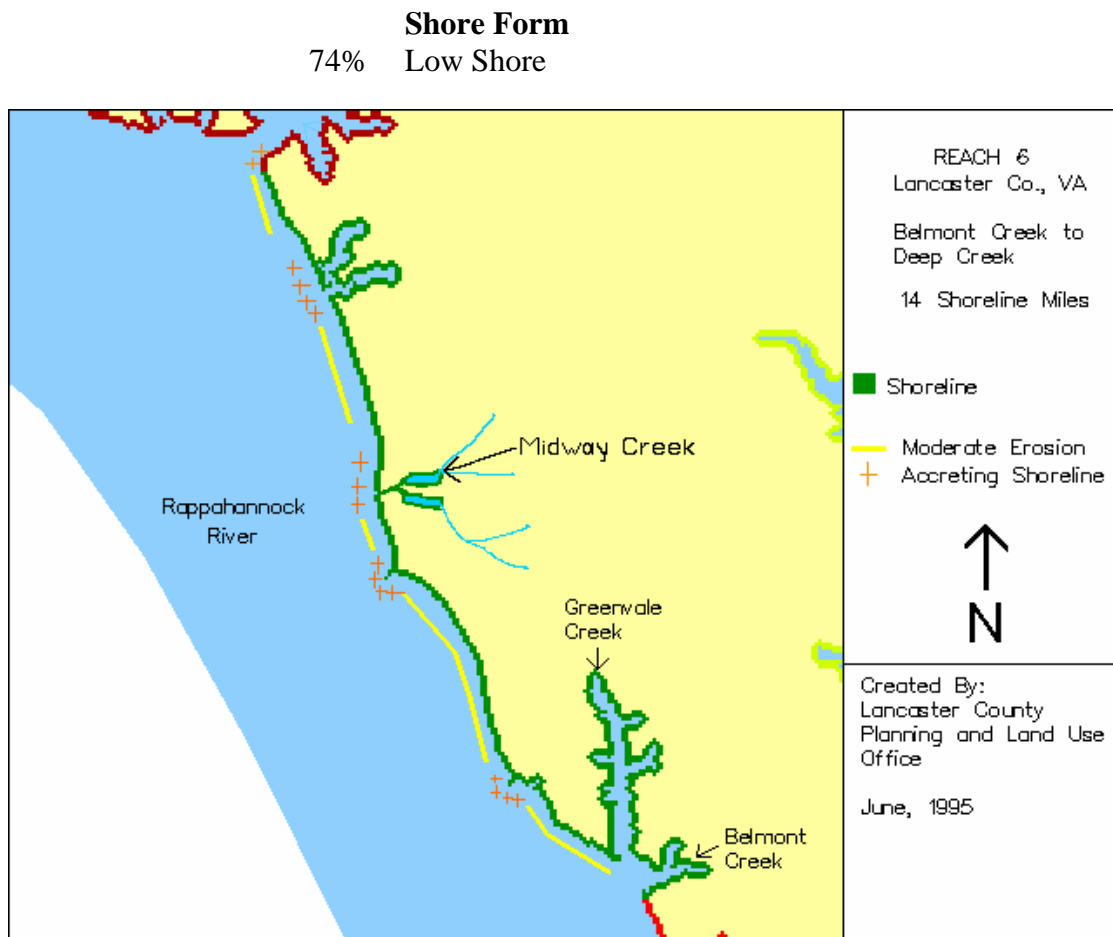 Shore Form
74% Low Shore
REACH 6
Lancaster Co., VA
Belmont Creek to
Deep Creek
14 Shoreline Miles
Shoreline
Moderate Erosion
Accreting Shoreline
N
Midway Creek
Rappahannock
River
Greenvale
Creek
Belmont
Creek
Created By:
Lancaster County
Planning and Land Use
Office
June, 1995